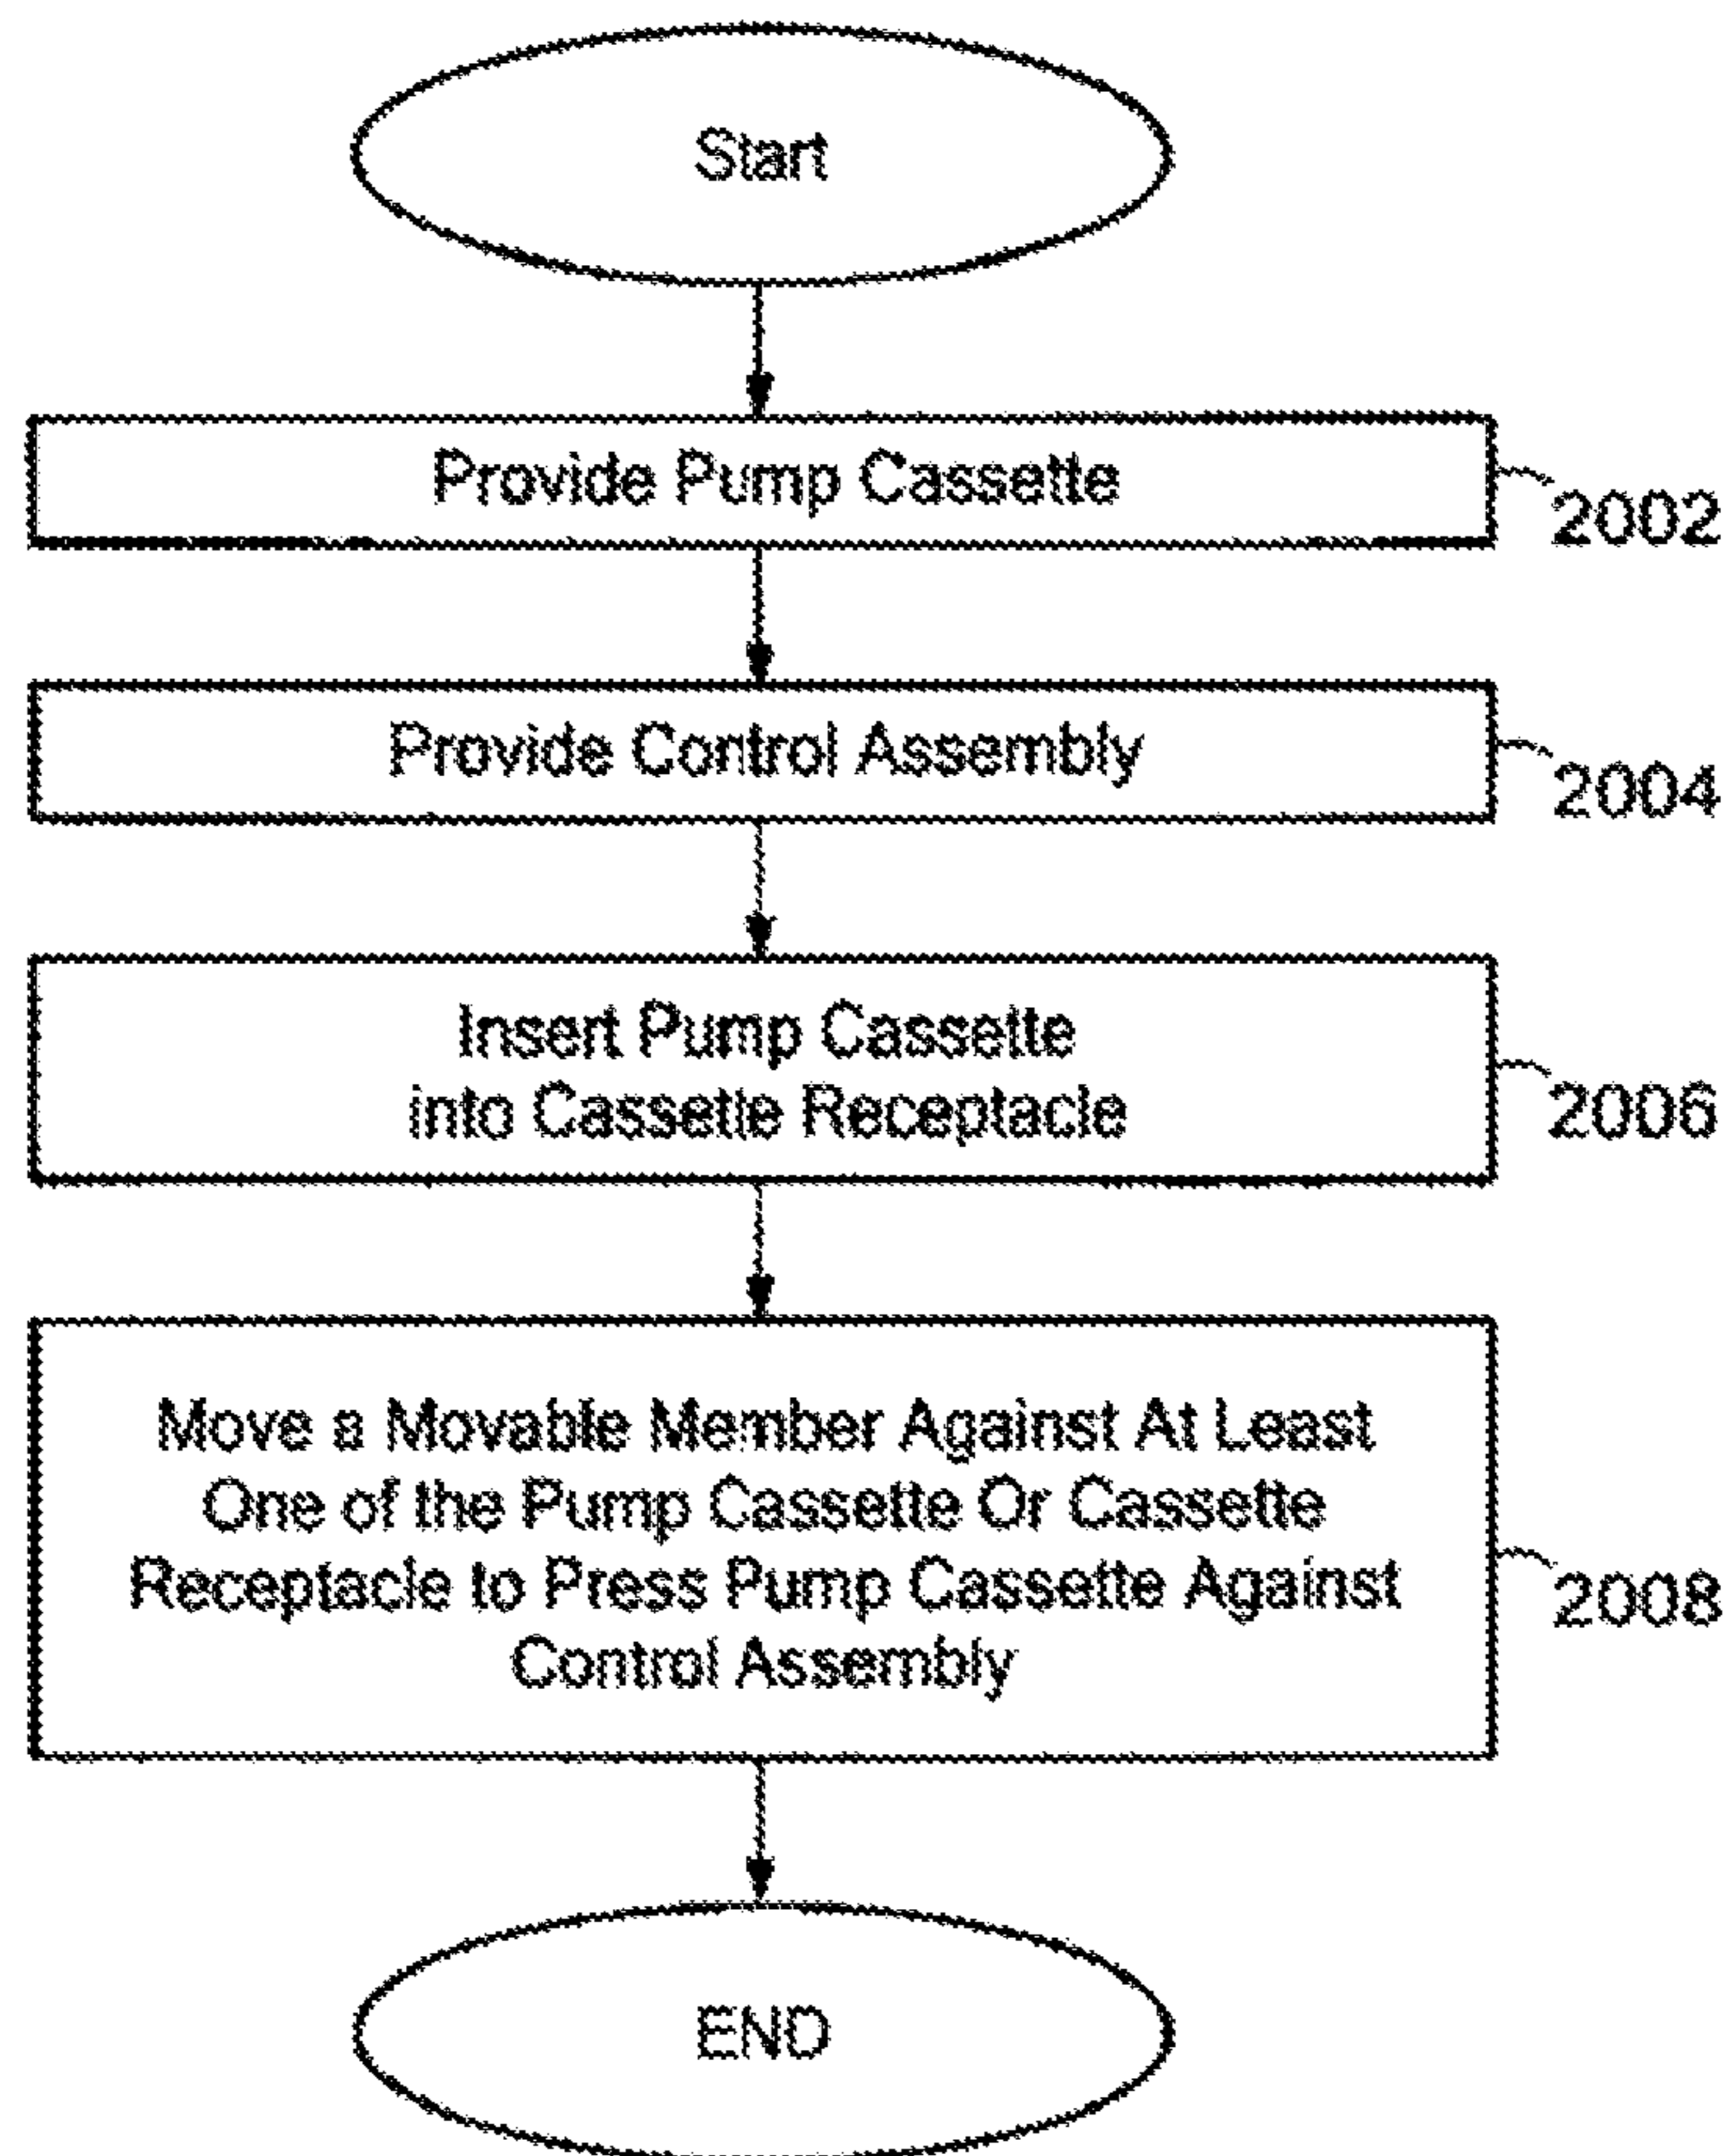 Start
Provide Pump Cassette
2002
Provide Control Assembly
2004
Insert Pump Cassette
into Cassette Receptacle
2006
Move a Movable Member Against At Least
One of the Pump Cassette Or Cassette
Receptacle to Press Pump Cassette Against
Control Assembly
2008
END